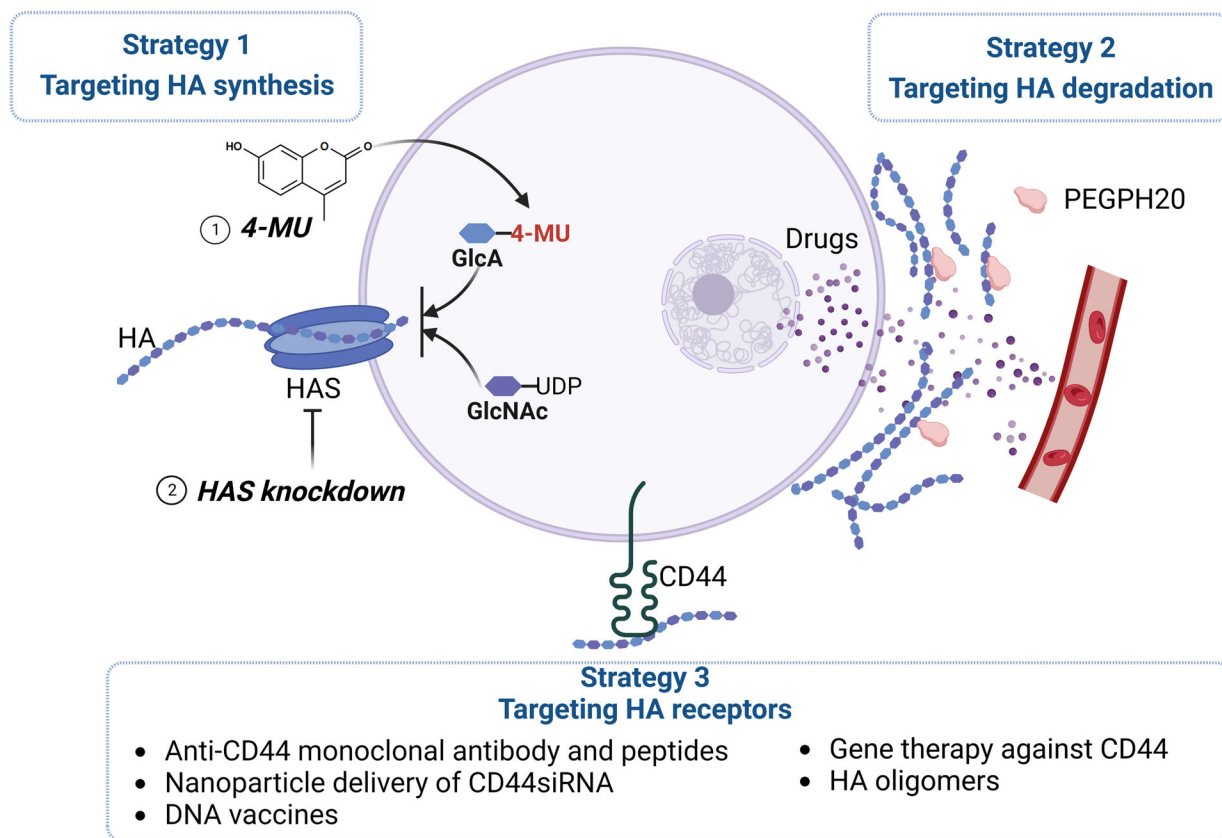 Strategy 1
Targeting HA synthesis
Strategy 2
Targeting HA degradation
HO
O
O
① 4-MU
PEGPH20
4-MU
GlcA
Drugs
HA
HAS
UDP
GlcNAc
② HAS knockdown
CD44
Strategy 3
Targeting HA receptors
• Anti-CD44 monoclonal antibody and peptides
• Nanoparticle delivery of CD44siRNA
• DNA vaccines
• Gene therapy against CD44
• HA oligomers